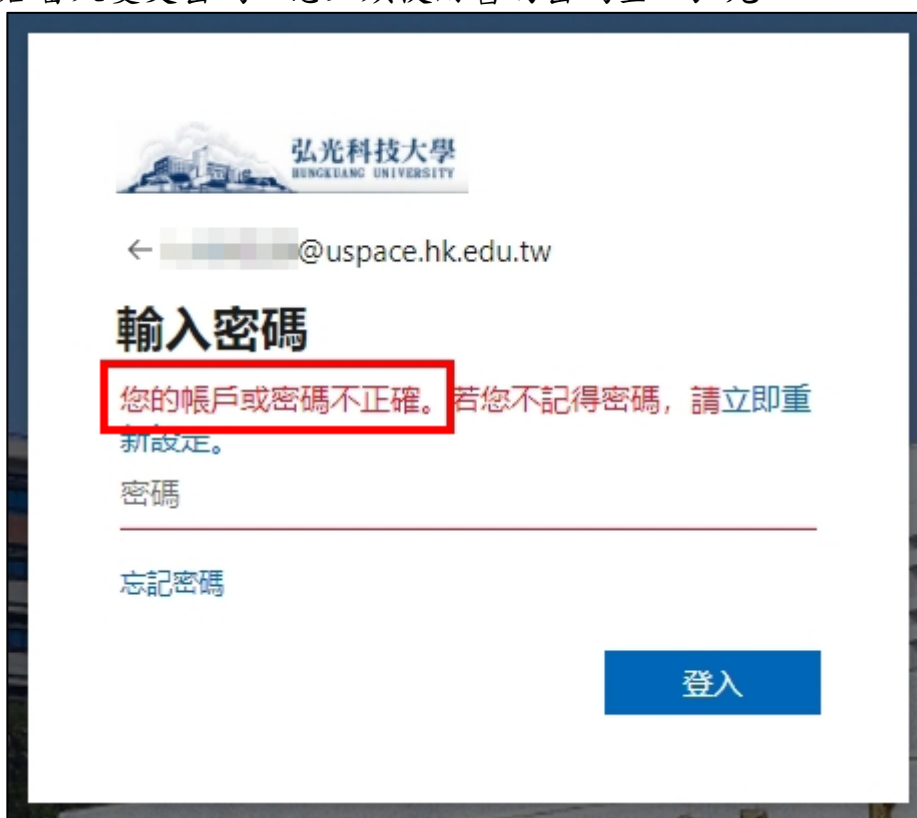 弘光科技大學
HUNGKUANG UNIVERSITY
← @uspace.hk.edu.tw
輸入密碼
您的帳戶或密碼不正確。若您不記得密碼，請立即重
新設定。
密碼
忘記密碼
登入